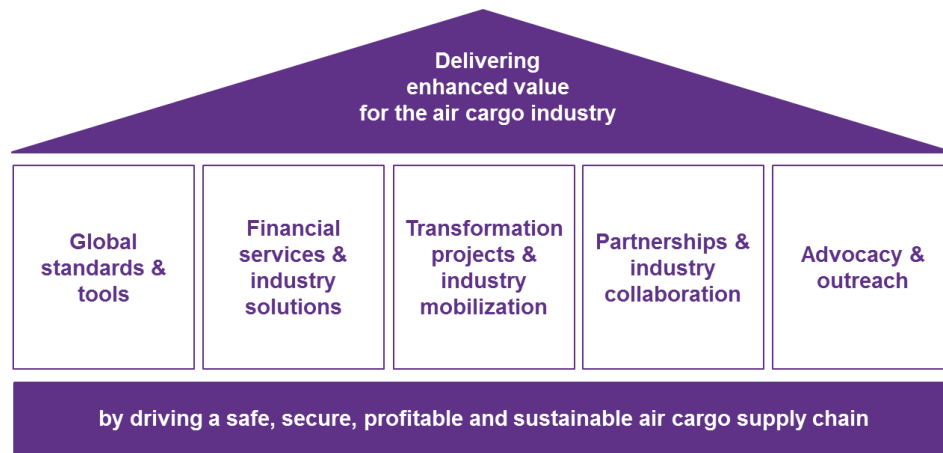 Delivering
enhanced value
for the air cargo industry
Global
standards &
tools
Financial
services &
industry
solutions
Transformation
projects &
industry
mobilization
Partnerships &
industry
collaboration
Advocacy &
outreach
by driving a safe, secure, profitable and sustainable air cargo supply chain